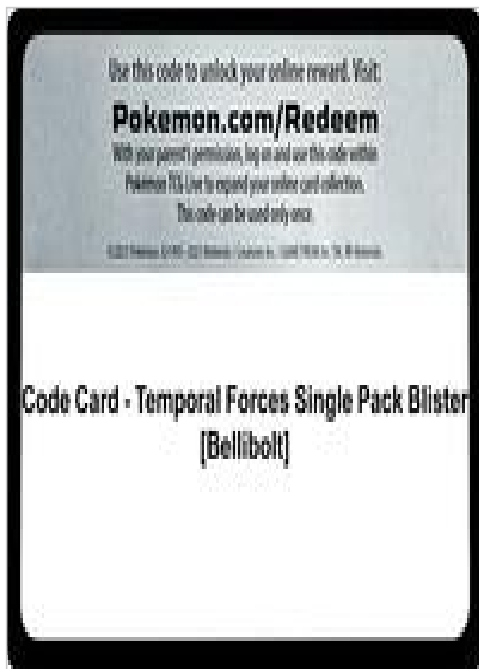 Use this code to unlock your online reward. Visit:
Pokemon.com/Redeem
With your parent's permission, log on and use this code within
Pokémon TCG Live to expand your online card collection.
This code can be used only once.
Code Card - Temporal Forces Single Pack Blister
[Bellibolt]